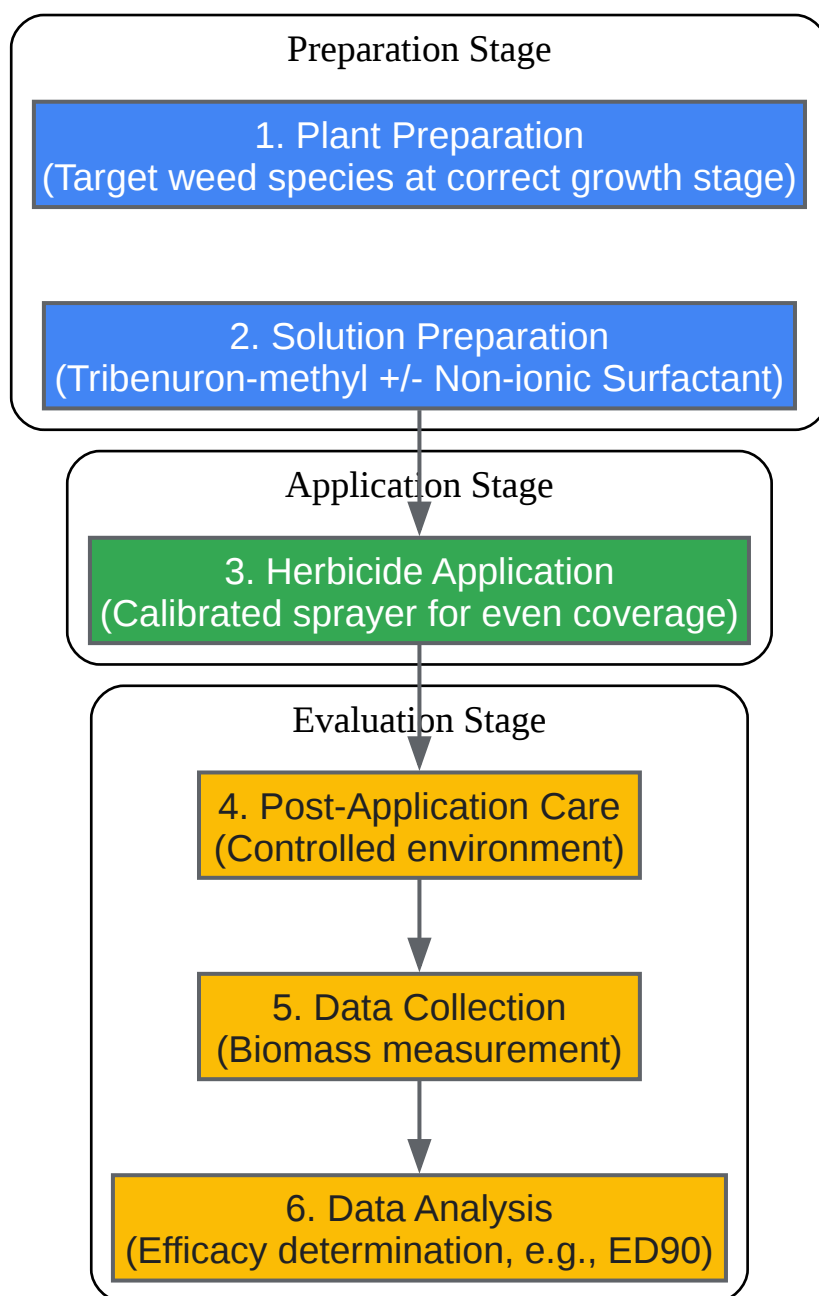 Preparation Stage
1. Plant Preparation
(Target weed species at correct growth stage)
2. Solution Preparation
(Tribenuron-methyl +/- Non-ionic Surfactant)
Application Stage
3. Herbicide Application
(Calibrated sprayer for even coverage)
Evaluation Stage
4. Post-Application Care
(Controlled environment)
5. Data Collection
(Biomass measurement)
6. Data Analysis
(Efficacy determination, e.g., ED90)